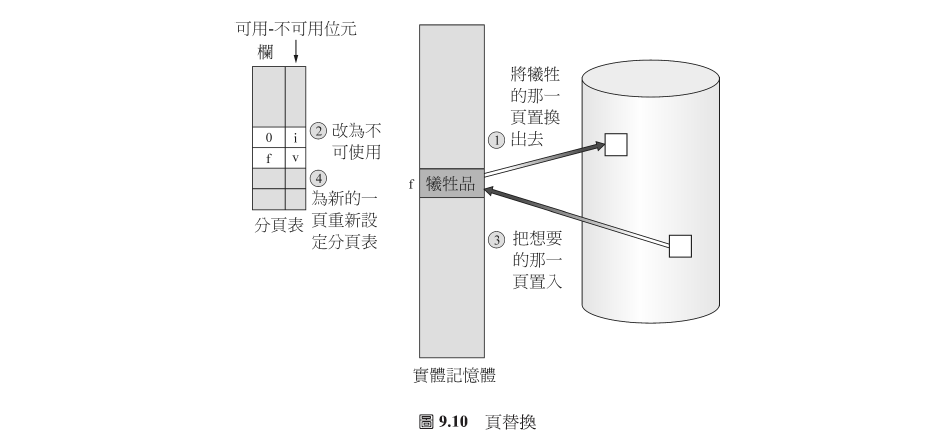 可用-不可用位元
欄
0 i
f v
② 改為不
可使用
④
為新的一
頁重新設
定分頁表
分頁表
將犧牲
的那一
頁置換
① 出去
f 犧牲品
③ 把想要
的那一
頁置入
實體記憶體
圖 9.10 頁替換